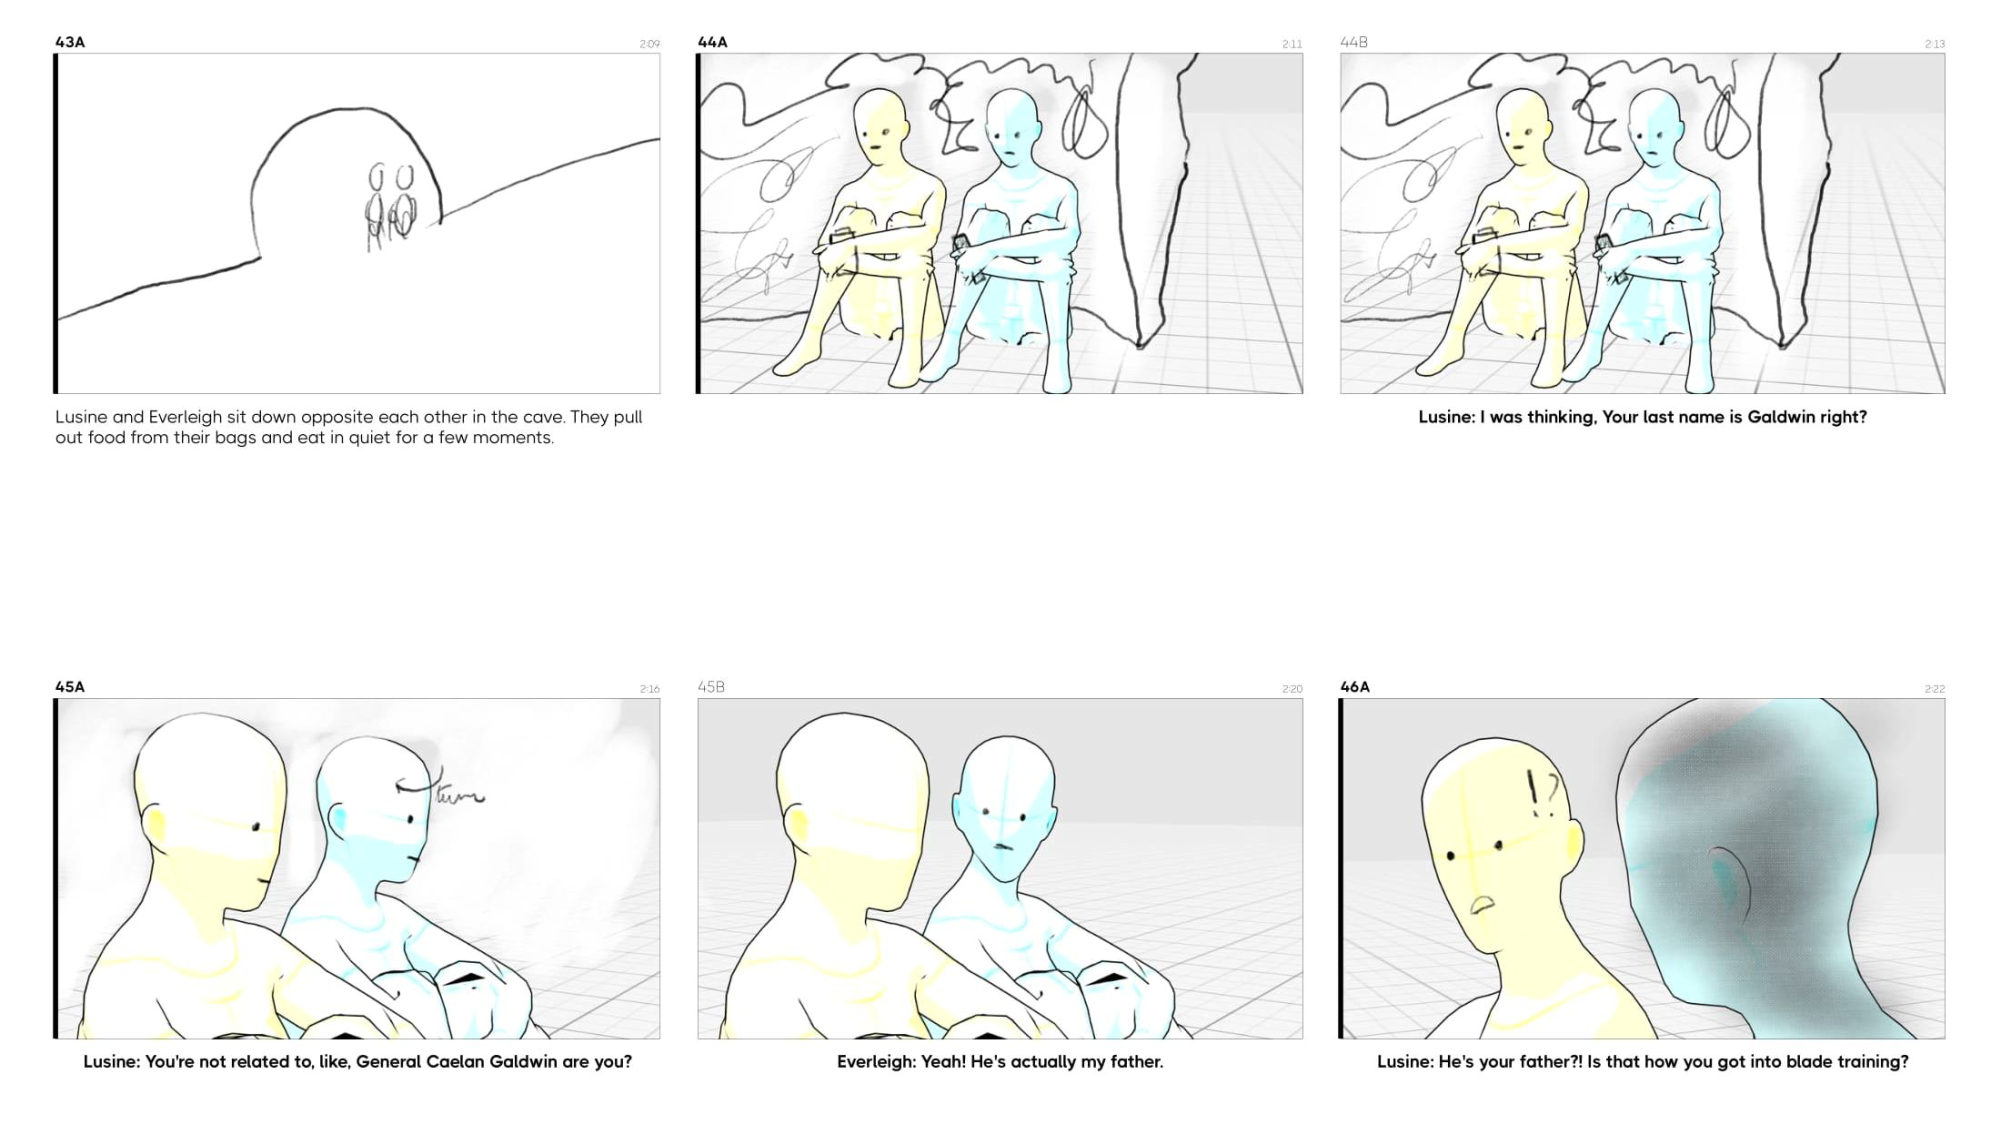 43A 2:09
44A 2:11
44B 2:13
Lusine and Everleigh sit down opposite each other in the cave. They pull
out food from their bags and eat in quiet for a few moments.
Lusine: I was thinking, Your last name is Galdwin right?
45A 2:16
45B 2:20
46A 2:22
turn
!?
Lusine: You're not related to, like, General Caelan Galdwin are you?
Everleigh: Yeah! He's actually my father.
Lusine: He's your father?! Is that how you got into blade training?